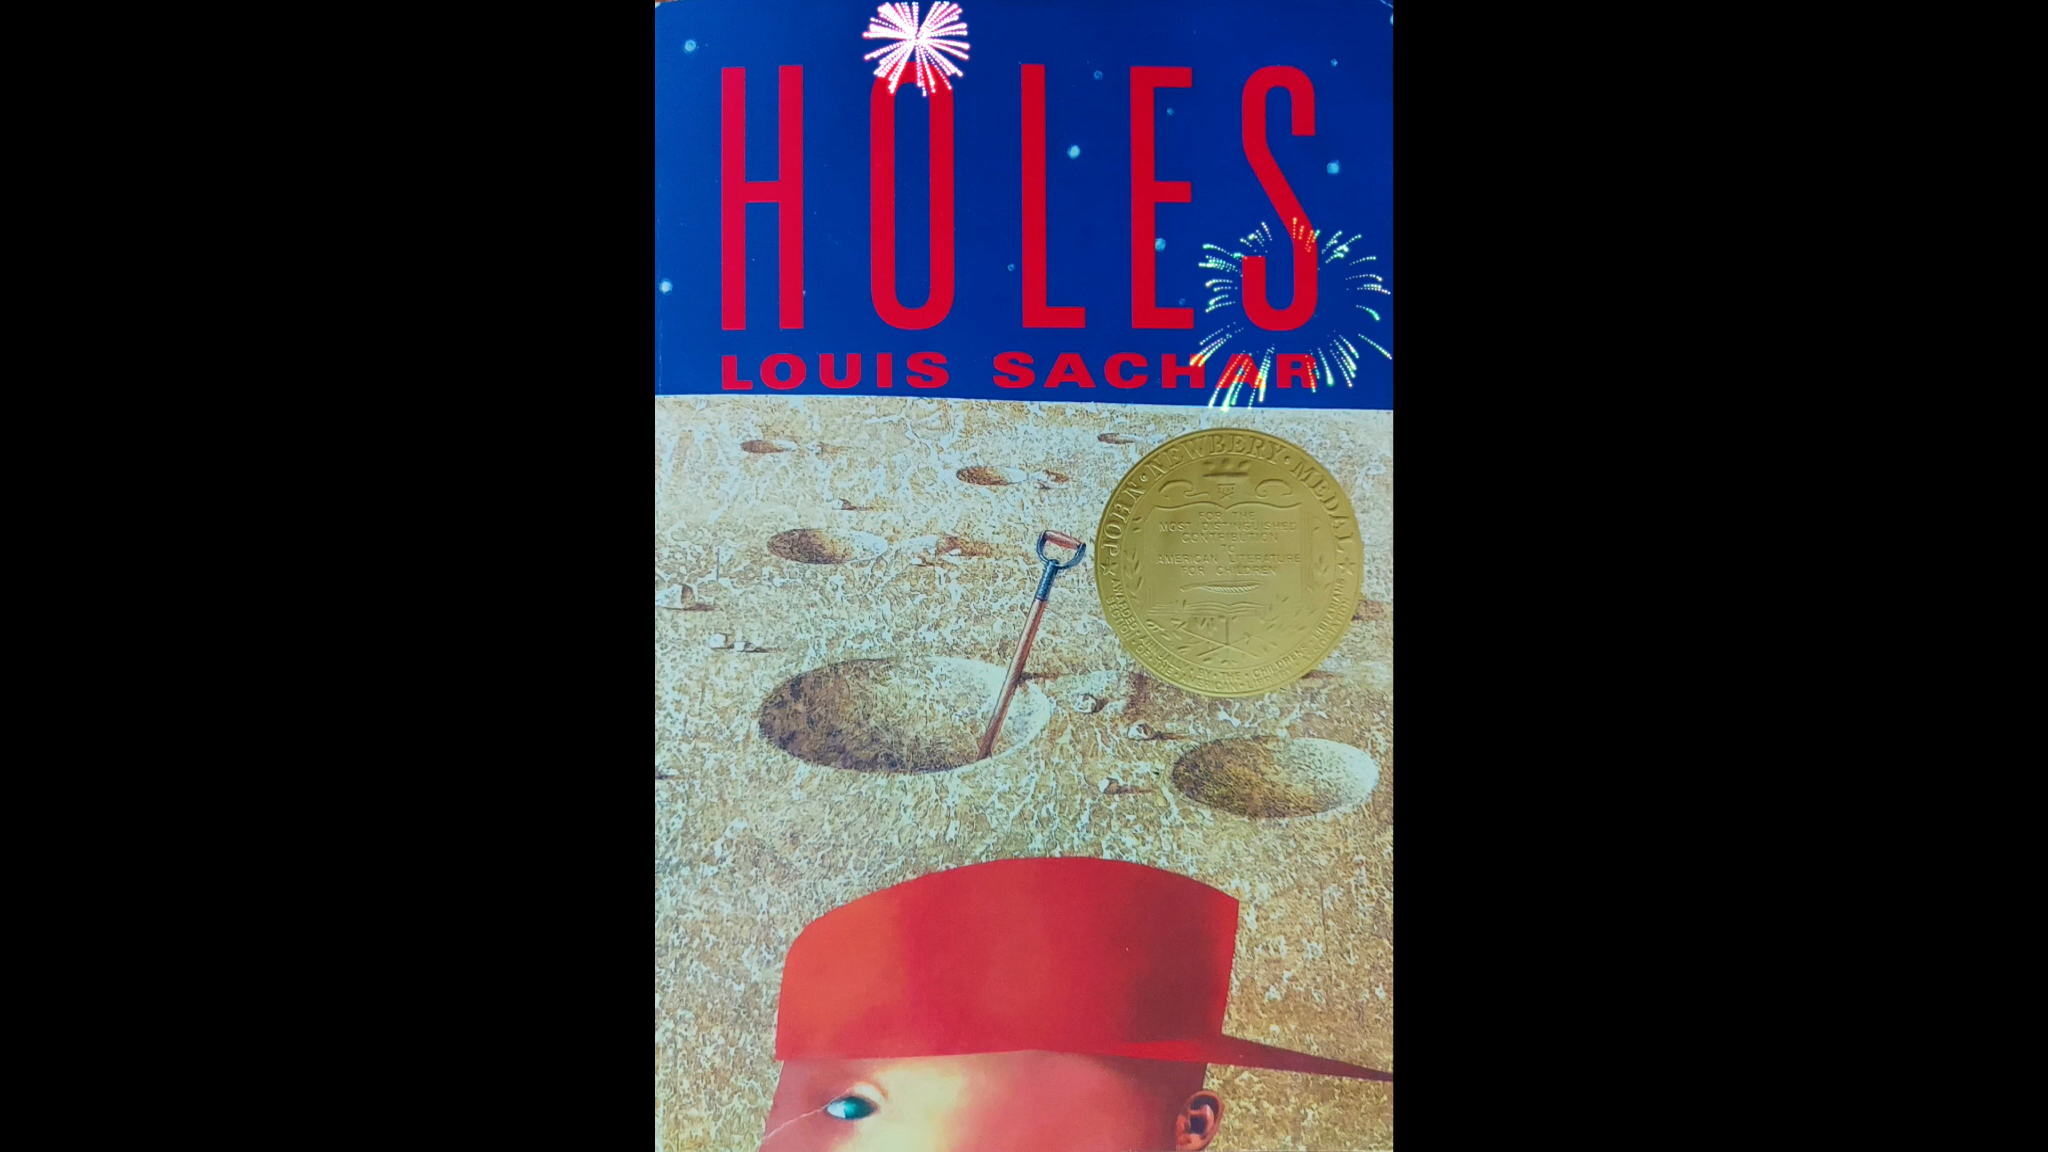 HOLES
LOUIS SACHAR
JOHN · NEWBERY · MEDAL
FOR THE
MOST DISTINGUISHED
CONTRIBUTION
TO
AMERICAN LITERATURE
FOR CHILDREN